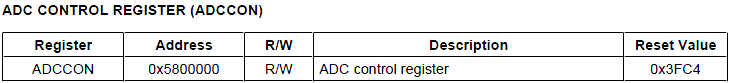 ADC CONTROL REGISTER (ADCCON)
Register Address R/W Description Reset Value
ADCCON 0x5800000 R/W ADC control register 0x3FC4